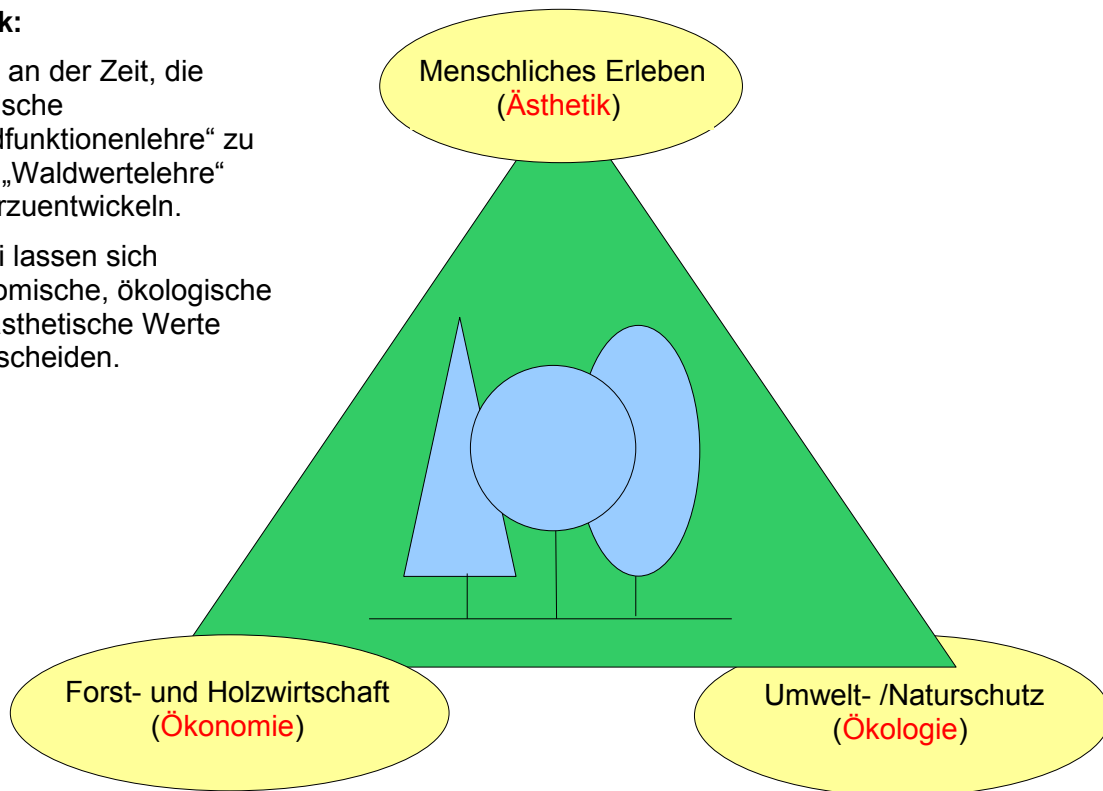 k:
an der Zeit, die
sche
dfunktionenlehre“ zu
„Waldwertelehre“
rzuentwickeln.
i lassen sich
omische, ökologische
sthetische Werte
scheiden.
Menschliches Erleben
(Ästhetik)
Forst- und Holzwirtschaft
(Ökonomie)
Umwelt- /Naturschutz
(Ökologie)